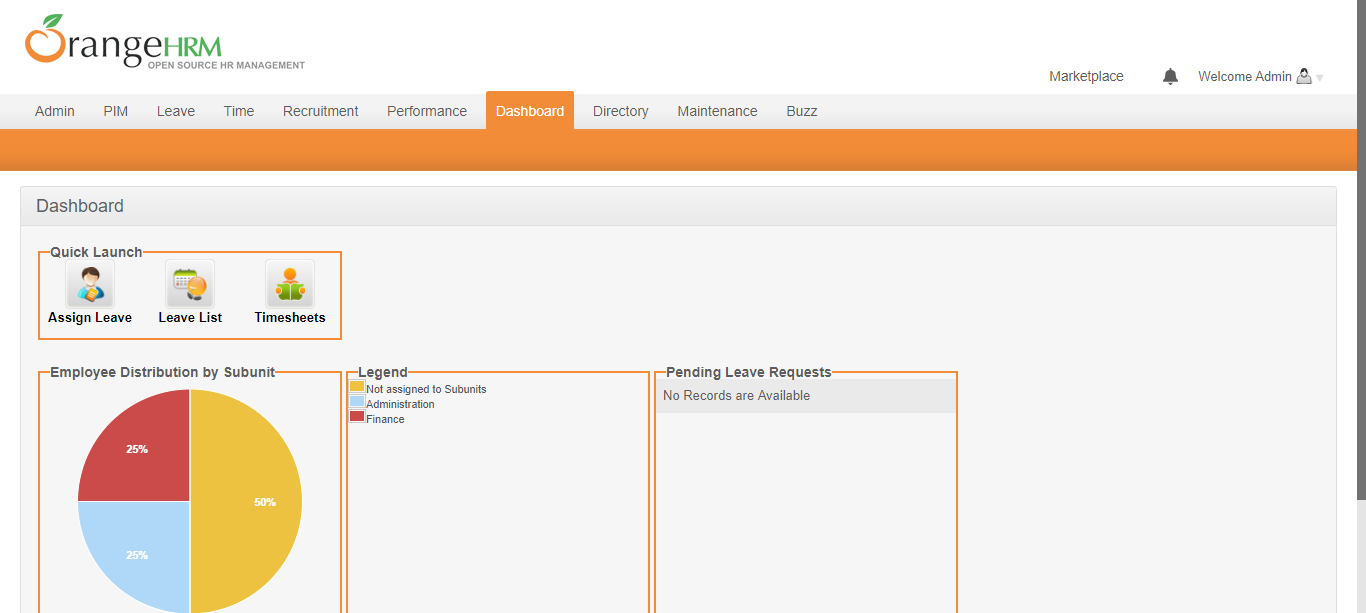 OrangeHRM
OPEN SOURCE HR MANAGEMENT
Marketplace Welcome Admin
Admin PIM Leave Time Recruitment Performance Dashboard Directory Maintenance Buzz
Dashboard
Quick Launch
Assign Leave Leave List Timesheets
Employee Distribution by Subunit
25%
50%
25%
Legend
Not assigned to Subunits
Administration
Finance
Pending Leave Requests
No Records are Available